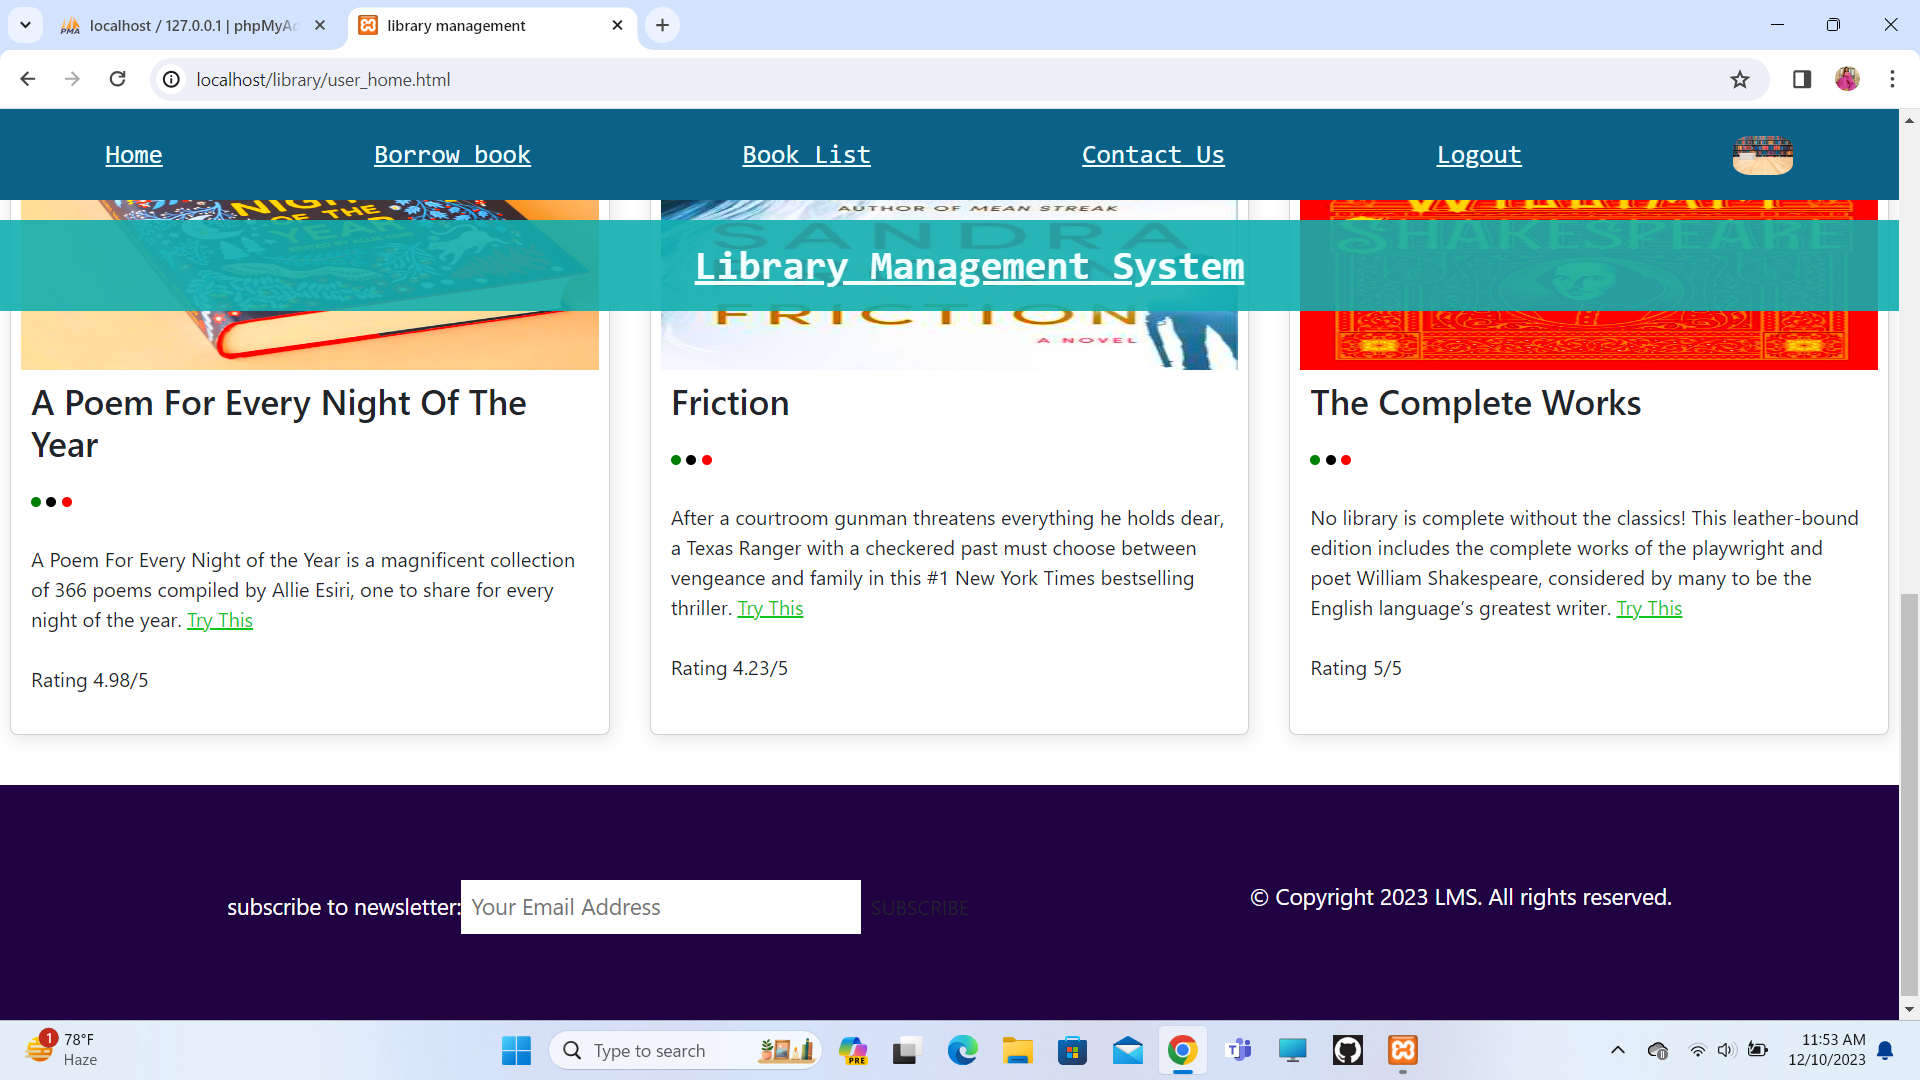 localhost / 127.0.0.1 | phpMyAc
library management
localhost/library/user_home.html
Home
Borrow book
Book List
Contact Us
Logout
NIGHT
OF THE
YEAR
AUTHOR OF MEAN STREAK
SANDRA
FRICTION
A NOVEL
WILLIAM
SHAKESPEARE
Library Management System
A Poem For Every Night Of The
Year
A Poem For Every Night of the Year is a magnificent collection
of 366 poems compiled by Allie Esiri, one to share for every
night of the year. Try This
Rating 4.98/5
Friction
After a courtroom gunman threatens everything he holds dear,
a Texas Ranger with a checkered past must choose between
vengeance and family in this #1 New York Times bestselling
thriller. Try This
Rating 4.23/5
The Complete Works
No library is complete without the classics! This leather-bound
edition includes the complete works of the playwright and
poet William Shakespeare, considered by many to be the
English language’s greatest writer. Try This
Rating 5/5
subscribe to newsletter:
Your Email Address
SUBSCRIBE
© Copyright 2023 LMS. All rights reserved.
1
78°F
Haze
Type to search
PRE
11:53 AM
12/10/2023